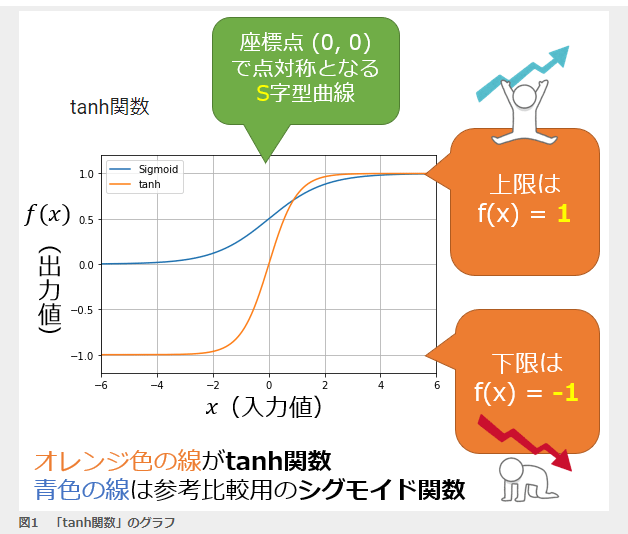 座標点 (0, 0)
で点対称となる
S字型曲線
tanh関数
Sigmoid
tanh
f(x)
(出力値)
1.0
0.5
0.0
−0.5
−1.0
−6
−4
−2
0
2
4
6
x（入力値）
上限は
f(x) = 1
下限は
f(x) = -1
オレンジ色の線がtanh関数
青色の線は参考比較用のシグモイド関数
図1　「tanh関数」のグラフ